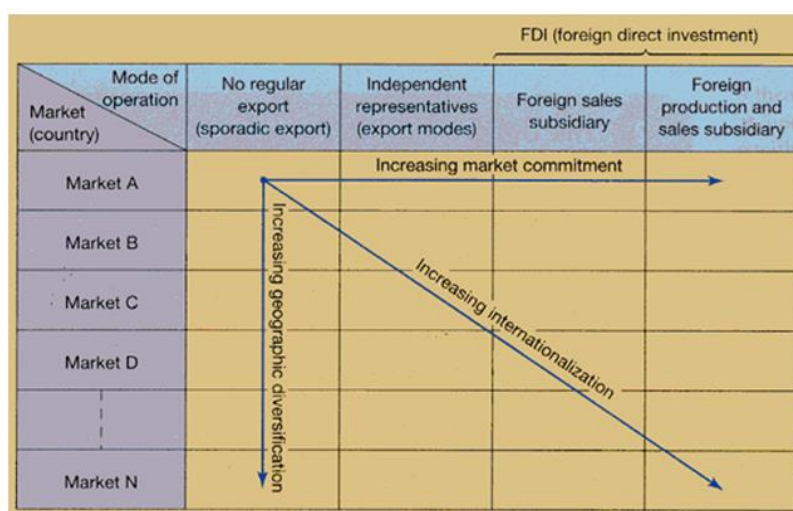 FDI (foreign direct investment)
Mode of
operation
Market
(country)
No regular
export
(sporadic export)
Independent
representatives
(export modes)
Foreign sales
subsidiary
Foreign
production and
sales subsidiary
Market A
Increasing market commitment
Market B
Market C
Market D
Market N
Increasing geographic diversification
Increasing internationalization